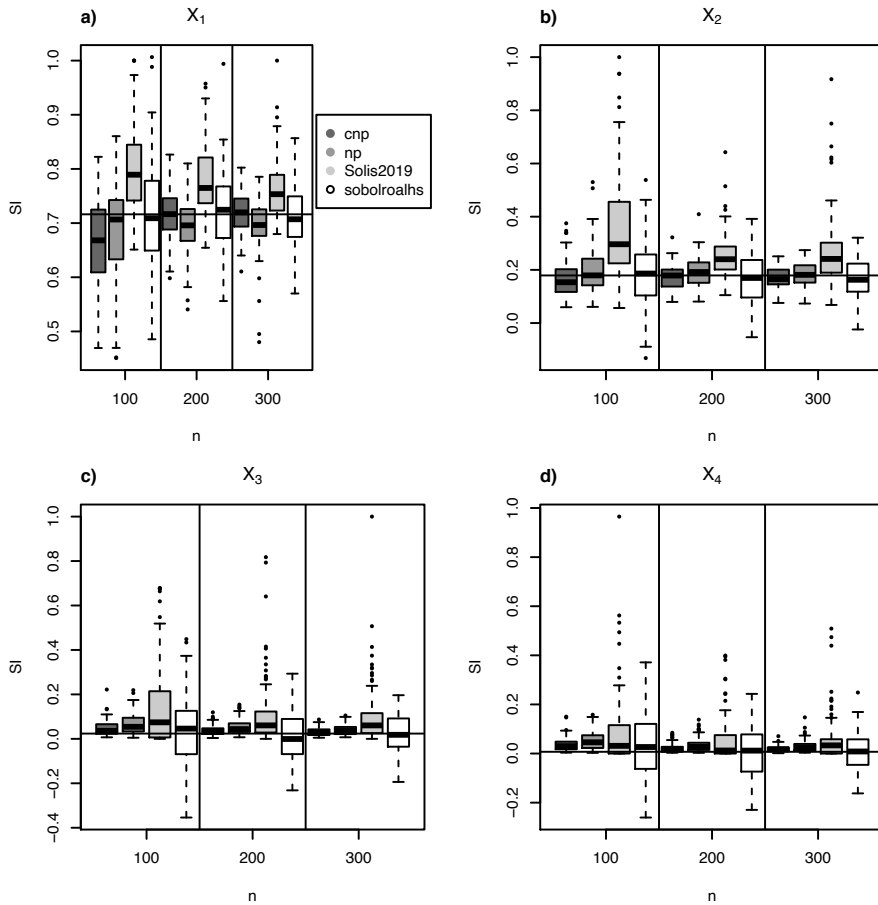 a)
X1
SI
0.5 0.6 0.7 0.8 0.9 1.0
100 200 300
n
cnp
np
Solis2019
sobolroalhs
b)
X2
SI
0.0 0.2 0.4 0.6 0.8 1.0
100 200 300
n
c)
X3
SI
−0.4 −0.2 0.0 0.2 0.4 0.6 0.8 1.0
100 200 300
n
d)
X4
SI
−0.2 0.0 0.2 0.4 0.6 0.8 1.0
100 200 300
n